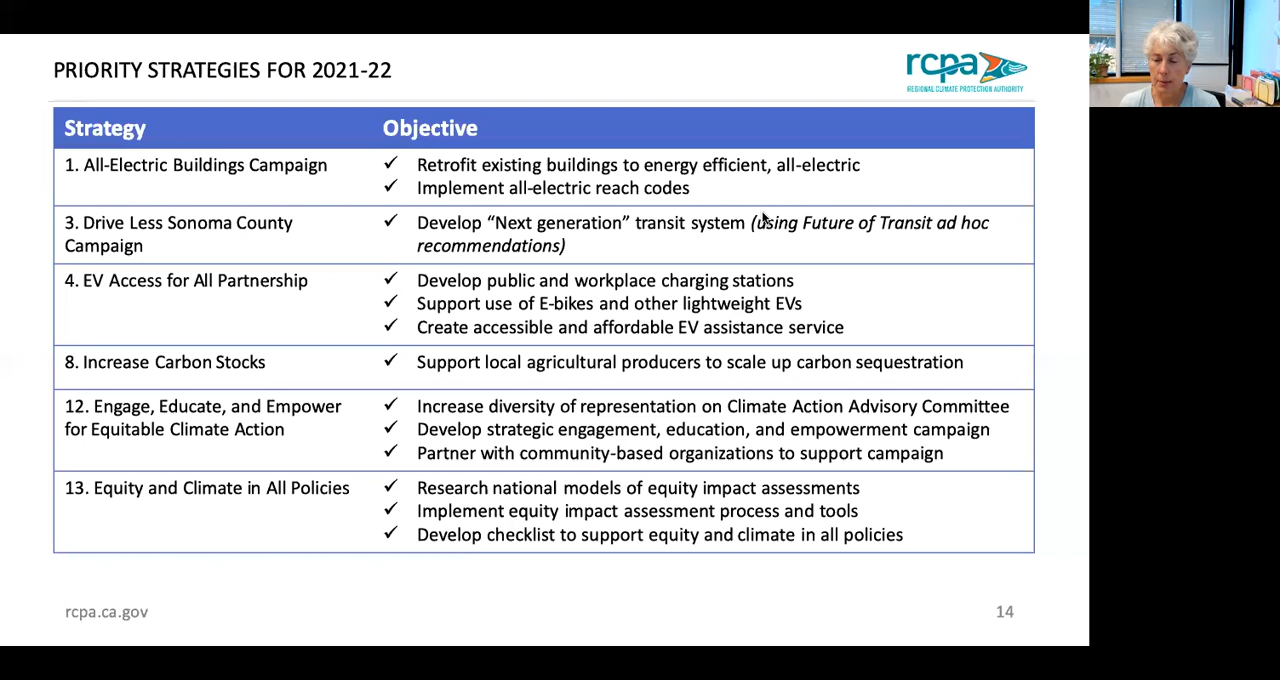 PRIORITY STRATEGIES FOR 2021-22
rcpa
REGIONAL CLIMATE PROTECTION AUTHORITY
Strategy
Objective
1. All-Electric Buildings Campaign
✓ Retrofit existing buildings to energy efficient, all-electric
✓ Implement all-electric reach codes
3. Drive Less Sonoma County
Campaign
✓ Develop “Next generation” transit system (using Future of Transit ad hoc
recommendations)
4. EV Access for All Partnership
✓ Develop public and workplace charging stations
✓ Support use of E-bikes and other lightweight EVs
✓ Create accessible and affordable EV assistance service
8. Increase Carbon Stocks
✓ Support local agricultural producers to scale up carbon sequestration
12. Engage, Educate, and Empower
for Equitable Climate Action
✓ Increase diversity of representation on Climate Action Advisory Committee
✓ Develop strategic engagement, education, and empowerment campaign
✓ Partner with community-based organizations to support campaign
13. Equity and Climate in All Policies
✓ Research national models of equity impact assessments
✓ Implement equity impact assessment process and tools
✓ Develop checklist to support equity and climate in all policies
rcpa.ca.gov
14